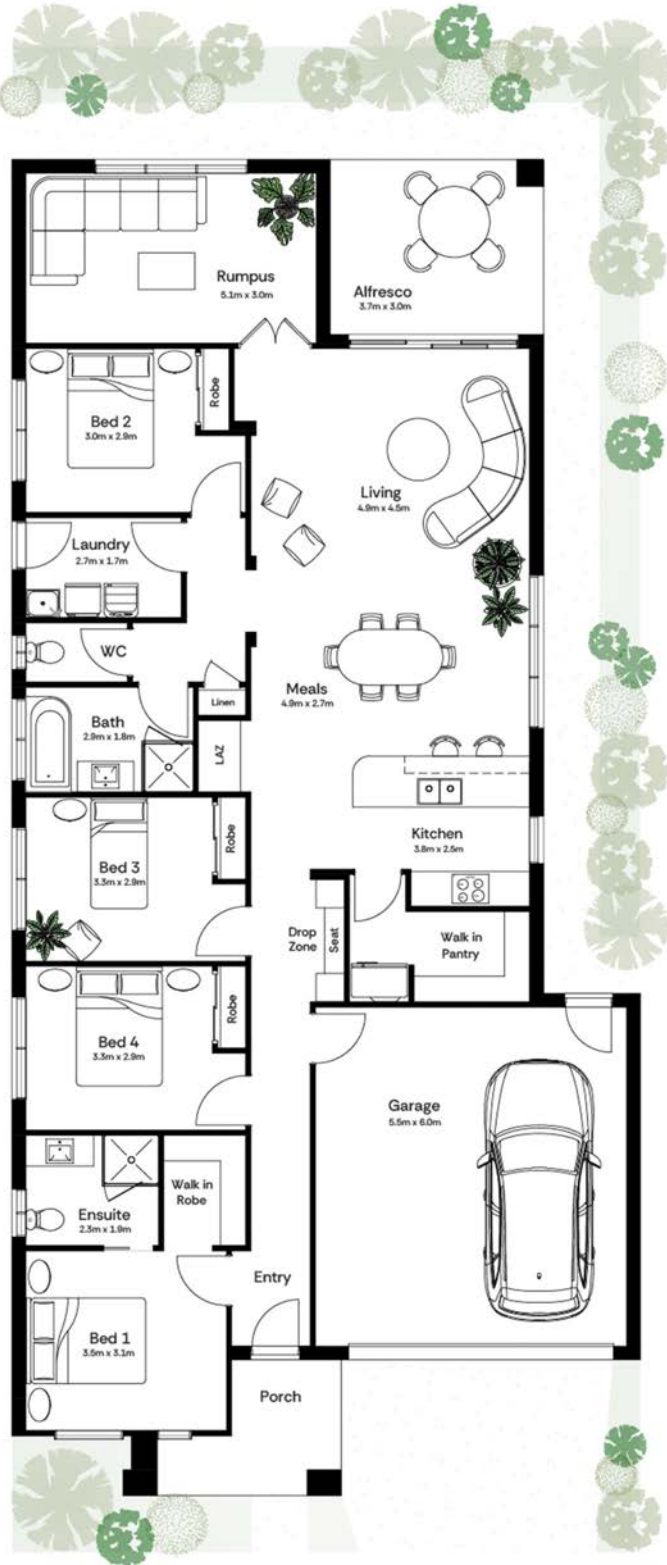 Rumpus
5.1m x 3.0m
Alfresco
3.7m x 3.0m
Bed 2
3.0m x 2.9m
Robe
Living
4.9m x 4.5m
Laundry
2.7m x 1.7m
WC
Linen
Meals
4.9m x 2.7m
Bath
2.9m x 1.8m
LAZ
Kitchen
3.8m x 2.5m
Bed 3
3.3m x 2.9m
Robe
Drop
Zone
Seat
Walk in
Pantry
Bed 4
3.3m x 2.9m
Robe
Garage
5.5m x 6.0m
Walk in
Robe
Ensuite
2.3m x 1.9m
Entry
Bed 1
3.5m x 3.1m
Porch